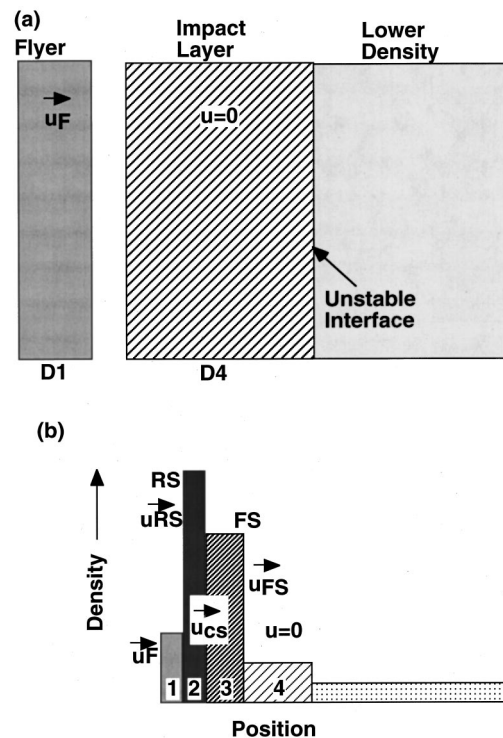 (a)
Flyer
Impact
Layer
Lower
Density
uF
u=0
Unstable
Interface
D1
D4
(b)
RS
uRS
FS
uFS
Density
ucs
u=0
uF
1
2
3
4
Position